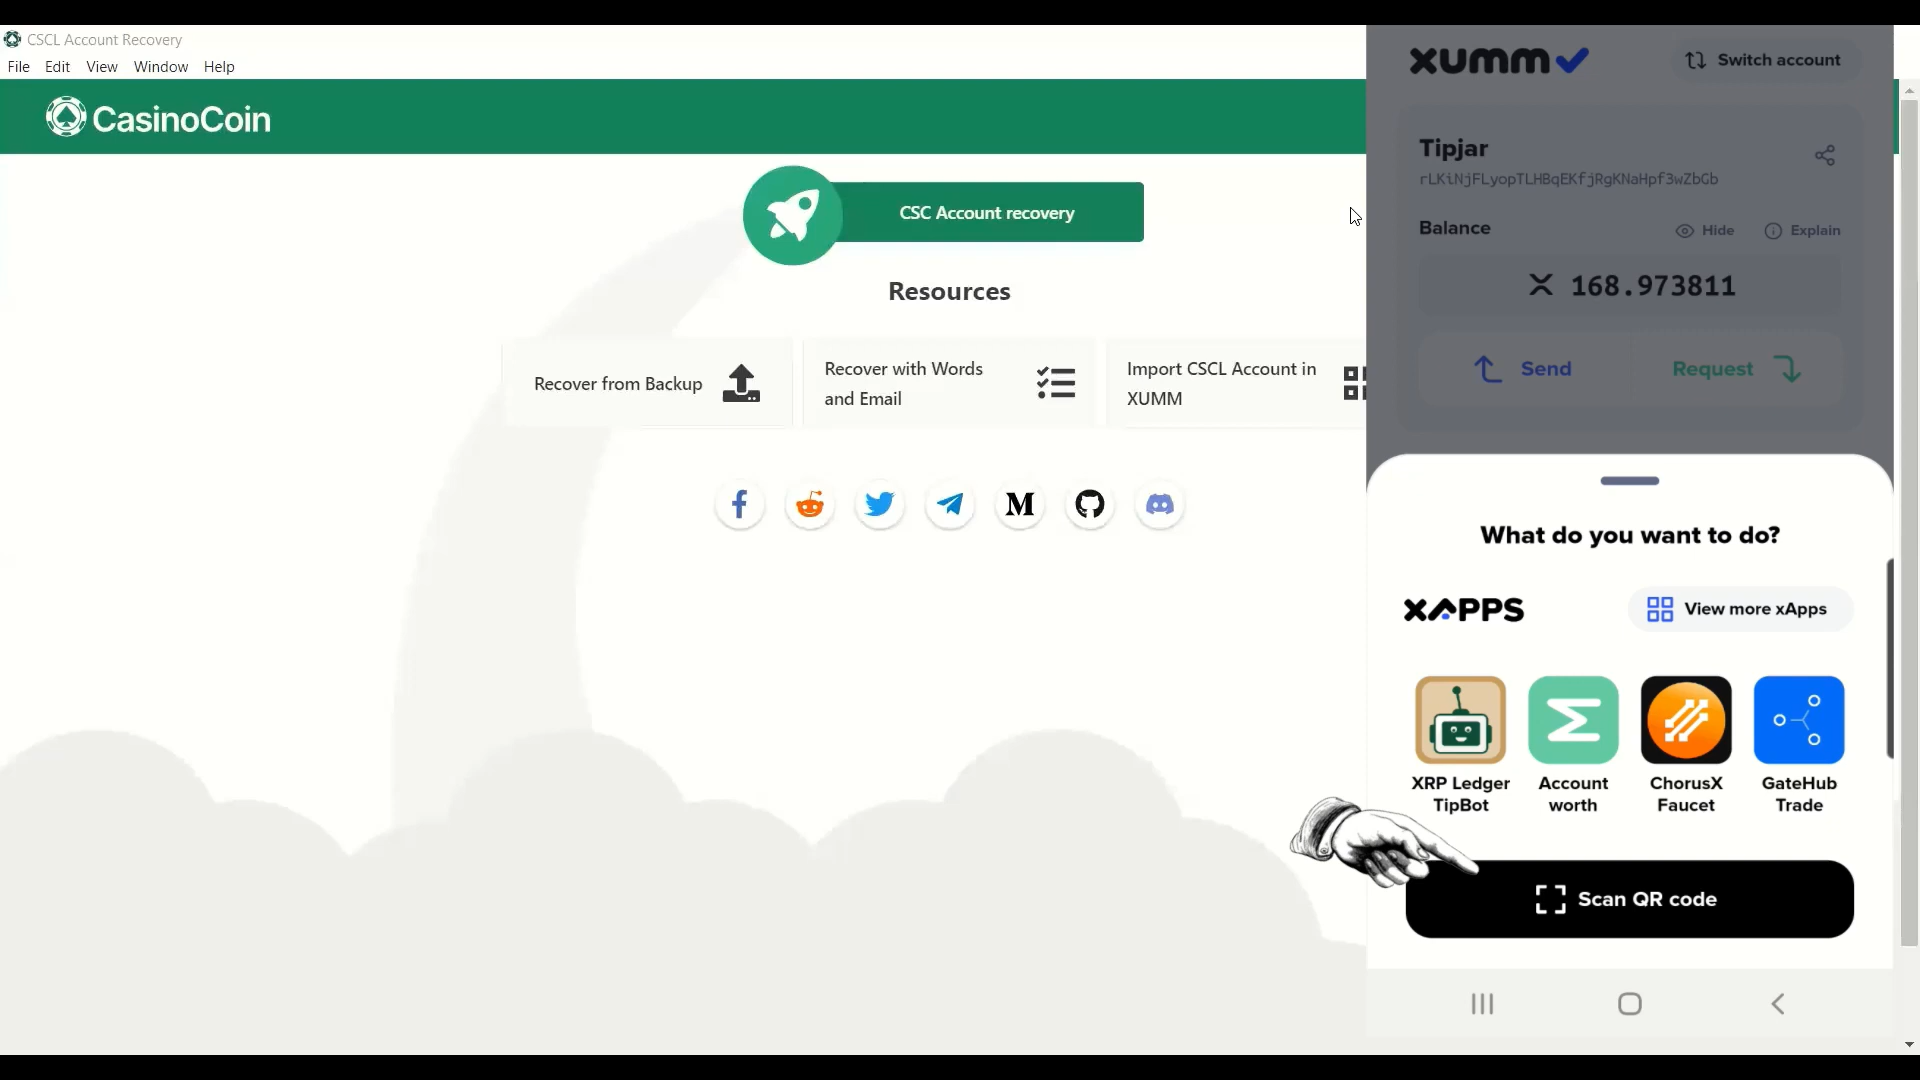 CSCL Account Recovery
File Edit View Window Help
CasinoCoin
CSC Account recovery
Resources
Recover from Backup
Recover with Words
and Email
Import CSCL Account in
XUMM
M
xumm
Switch account
Tipjar
rLKiNjFLyopTLHBqEKfjRgKNaHpf3wZbGb
Balance
Hide
Explain
168.973811
Send
Request
What do you want to do?
XAPPS
View more xApps
XRP Ledger
TipBot
Account
worth
ChorusX
Faucet
GateHub
Trade
Scan QR code